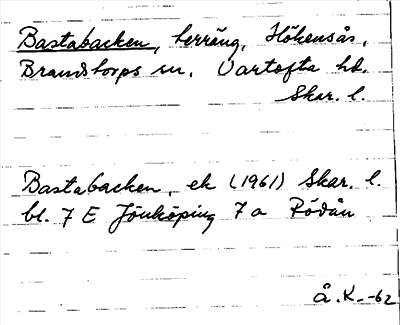 Bastabacken, terräng, Hökensås,
Brandstorps sn. Vartofta hd.
Skar. l.
Bastabacken, ek (1961) Skar. l.
bl. 7 E Jönköping 7 a Rödån
å.K.-62